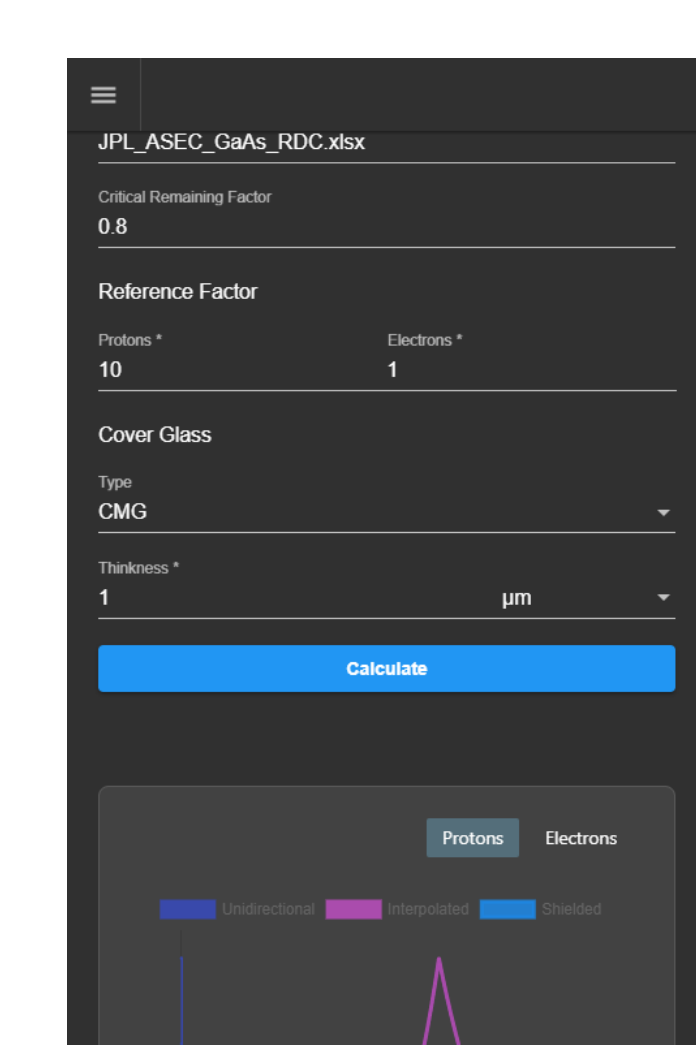 JPL_ASEC_GaAs_RDC.xlsx
Critical Remaining Factor
0.8
Reference Factor
Protons * Electrons *
10 1
Cover Glass
Type
CMG
Thinkness *
1 μm
Calculate
Protons Electrons
Unidirectional Interpolated Shielded